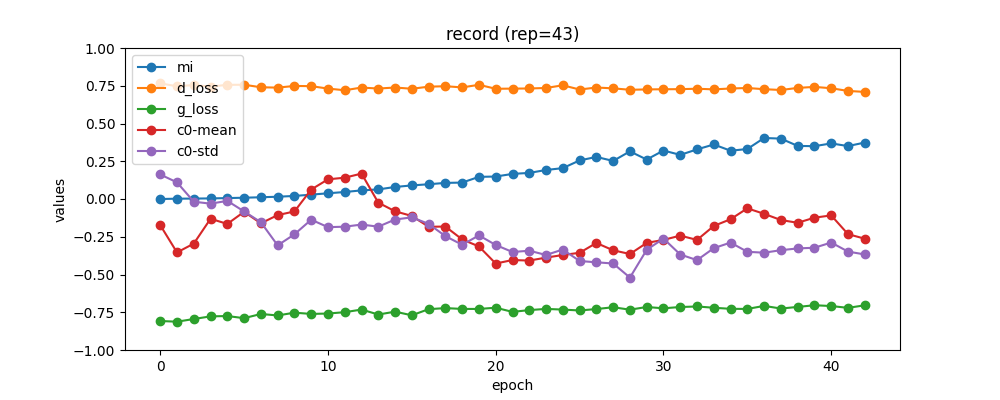 record (rep=43)
1.00
0.75
0.50
0.25
0.00
−0.25
−0.50
−0.75
−1.00
values
mi
d_loss
g_loss
c0-mean
c0-std
0 10 20 30 40
epoch